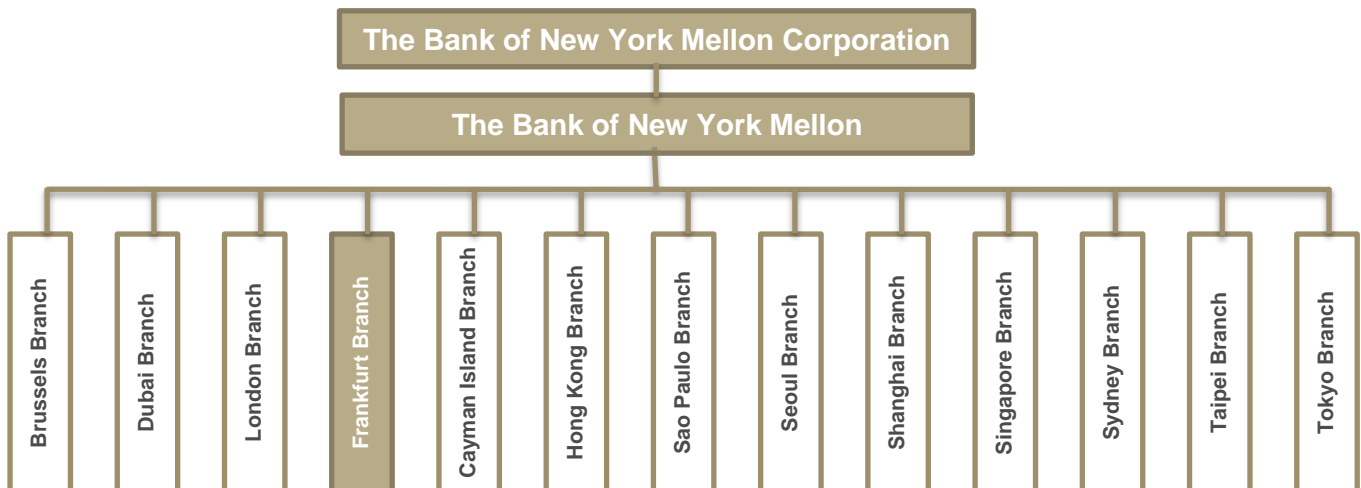 The Bank of New York Mellon Corporation
The Bank of New York Mellon
Brussels Branch
Dubai Branch
London Branch
Frankfurt Branch
Cayman Island Branch
Hong Kong Branch
Sao Paulo Branch
Seoul Branch
Shanghai Branch
Singapore Branch
Sydney Branch
Taipei Branch
Tokyo Branch